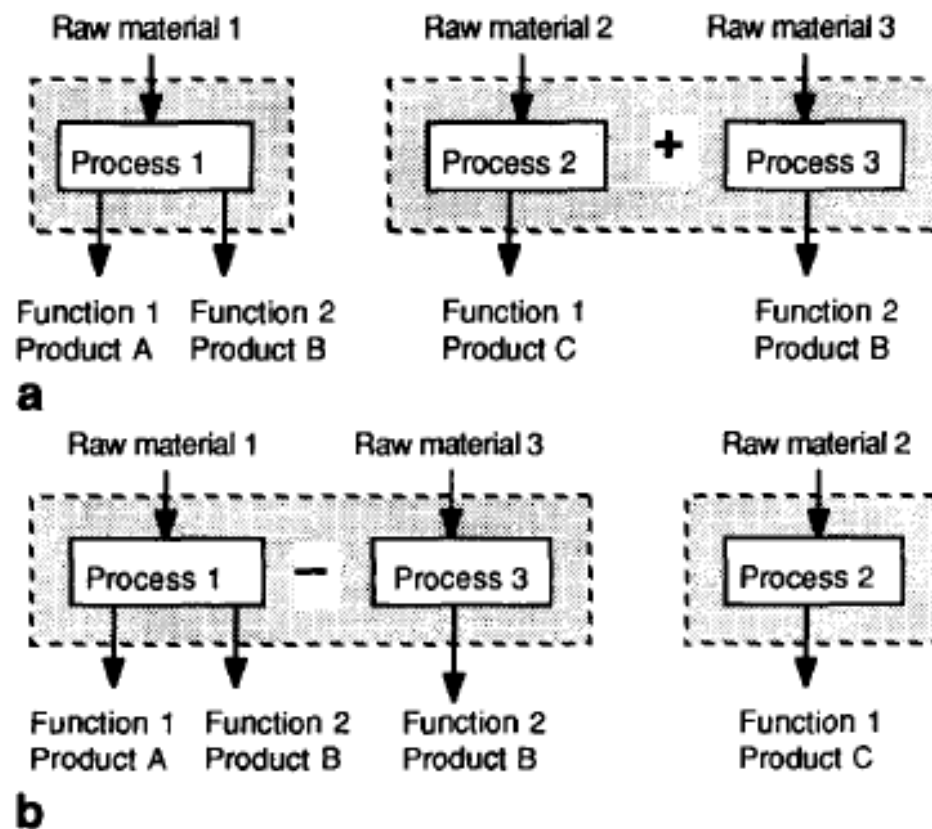 Raw material 1 Raw material 2 Raw material 3
Process 1 Process 2 + Process 3
Function 1 Function 2 Function 1 Function 2
Product A Product B Product C Product B
a
Raw material 1 Raw material 3 Raw material 2
Process 1 – Process 3 Process 2
Function 1 Function 2 Function 2 Function 1
Product A Product B Product B Product C
b